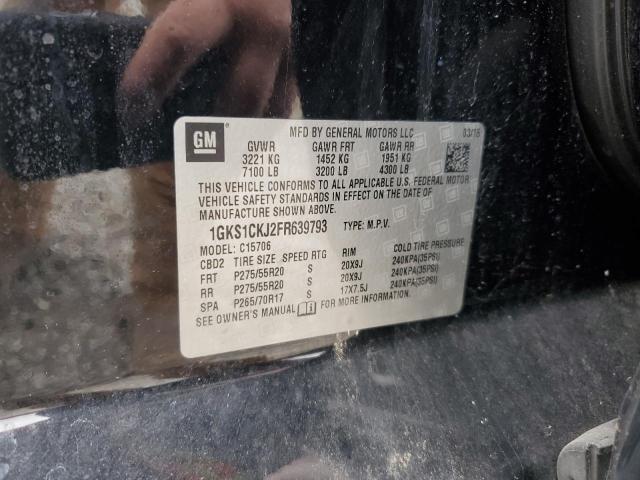 GM
MFD BY GENERAL MOTORS LLC 03/15
GVWR GAWR FRT GAWR RR
3221 KG 1452 KG 1951 KG
7100 LB 3200 LB 4300 LB
THIS VEHICLE CONFORMS TO ALL APPLICABLE U.S. FEDERAL MOTOR
VEHICLE SAFETY STANDARDS IN EFFECT ON THE DATE OF
MANUFACTURE SHOWN ABOVE.
1GKS1CKJ2FR639793 TYPE: M.P.V.
MODEL: C15706
CBD2 TIRE SIZE SPEED RTG RIM COLD TIRE PRESSURE
FRT P275/55R20 S 20X9J 240KPA(35PSI)
RR P275/55R20 S 20X9J 240KPA(35PSI)
SPA P265/70R17 S 17X7.5J 240KPA(35PSI)
SEE OWNER'S MANUAL FOR MORE INFORMATION.